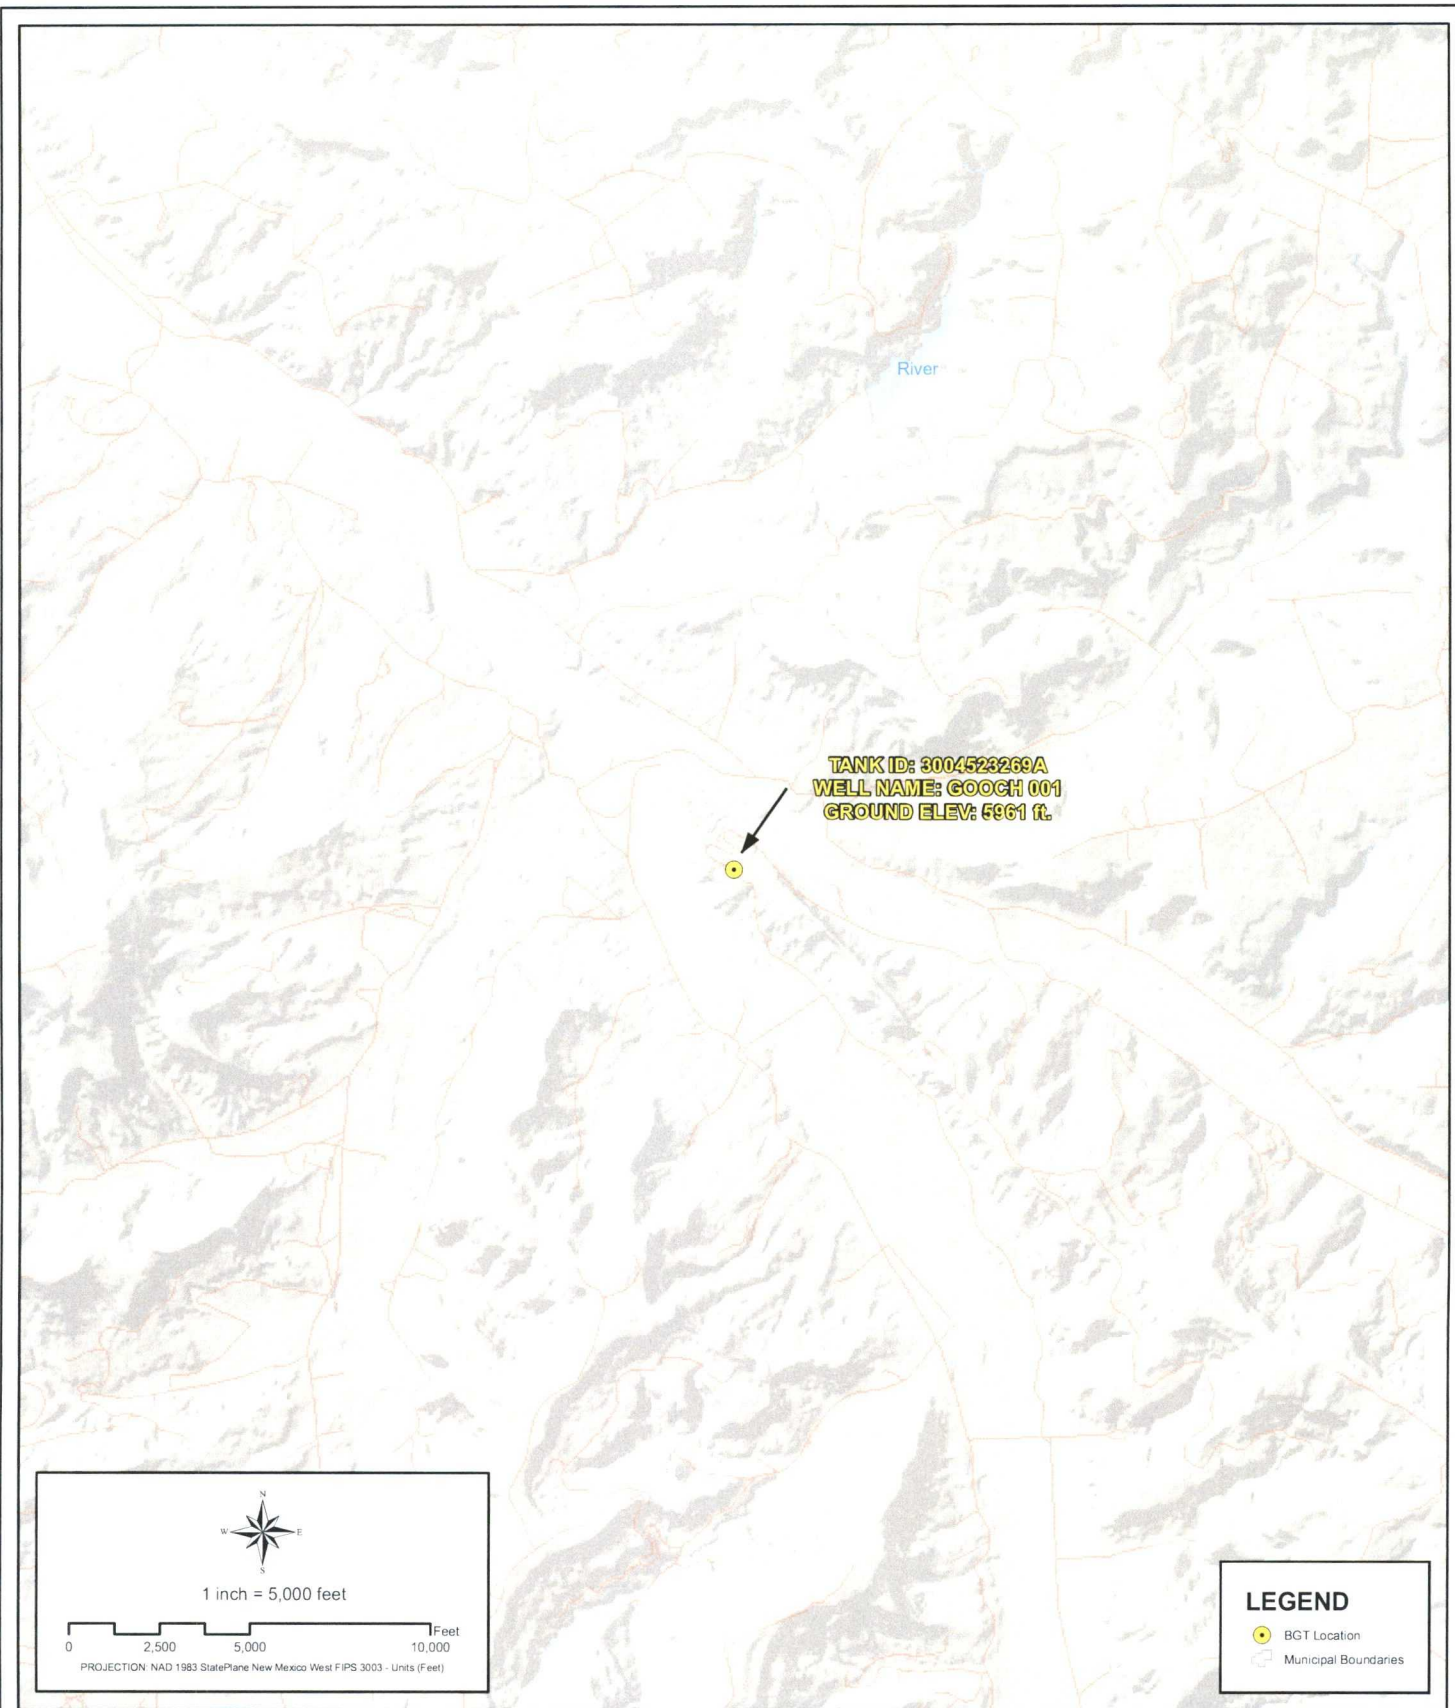 River
TANK ID: 3004523269A
WELL NAME: GOOCH 001
GROUND ELEV: 5961 ft.
N
W E
S
1 inch = 5,000 feet
Feet
0 2,500 5,000 10,000
PROJECTION: NAD 1983 StatePlane New Mexico West FIPS 3003 - Units (Feet)
LEGEND
BGT Location
Municipal Boundaries